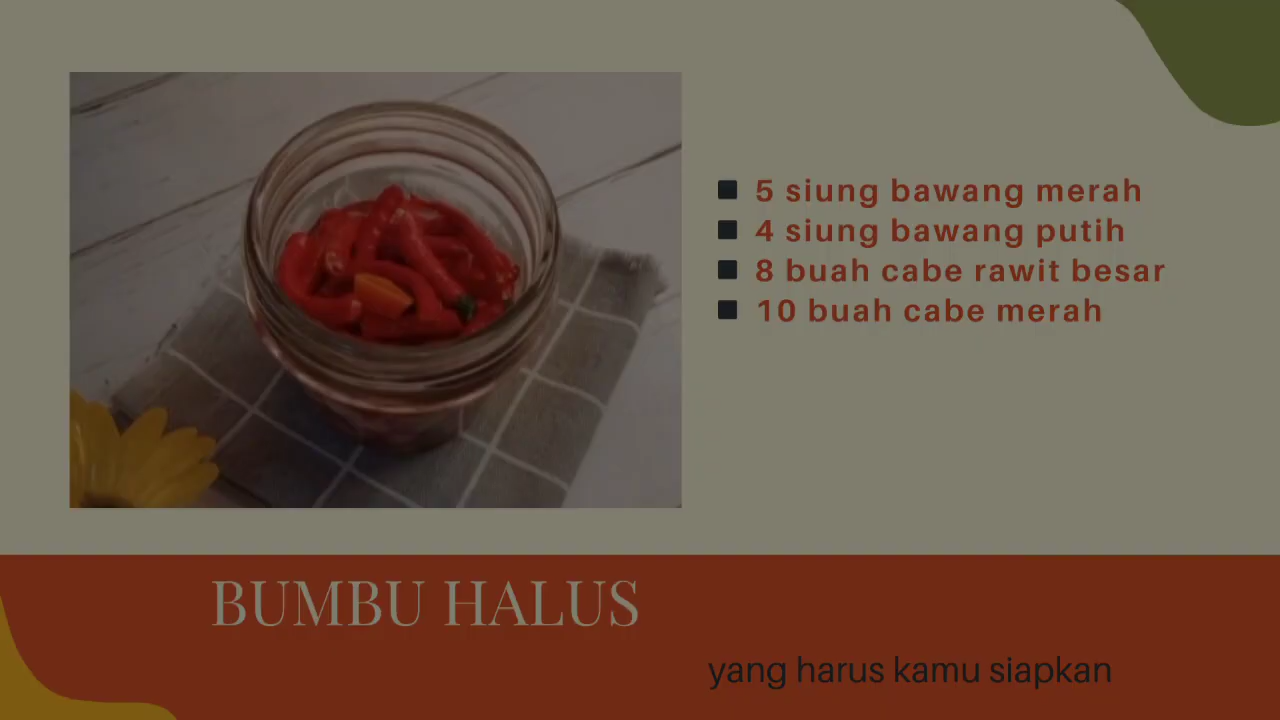 5 siung bawang merah
4 siung bawang putih
8 buah cabe rawit besar
10 buah cabe merah
BUMBU HALUS
yang harus kamu siapkan